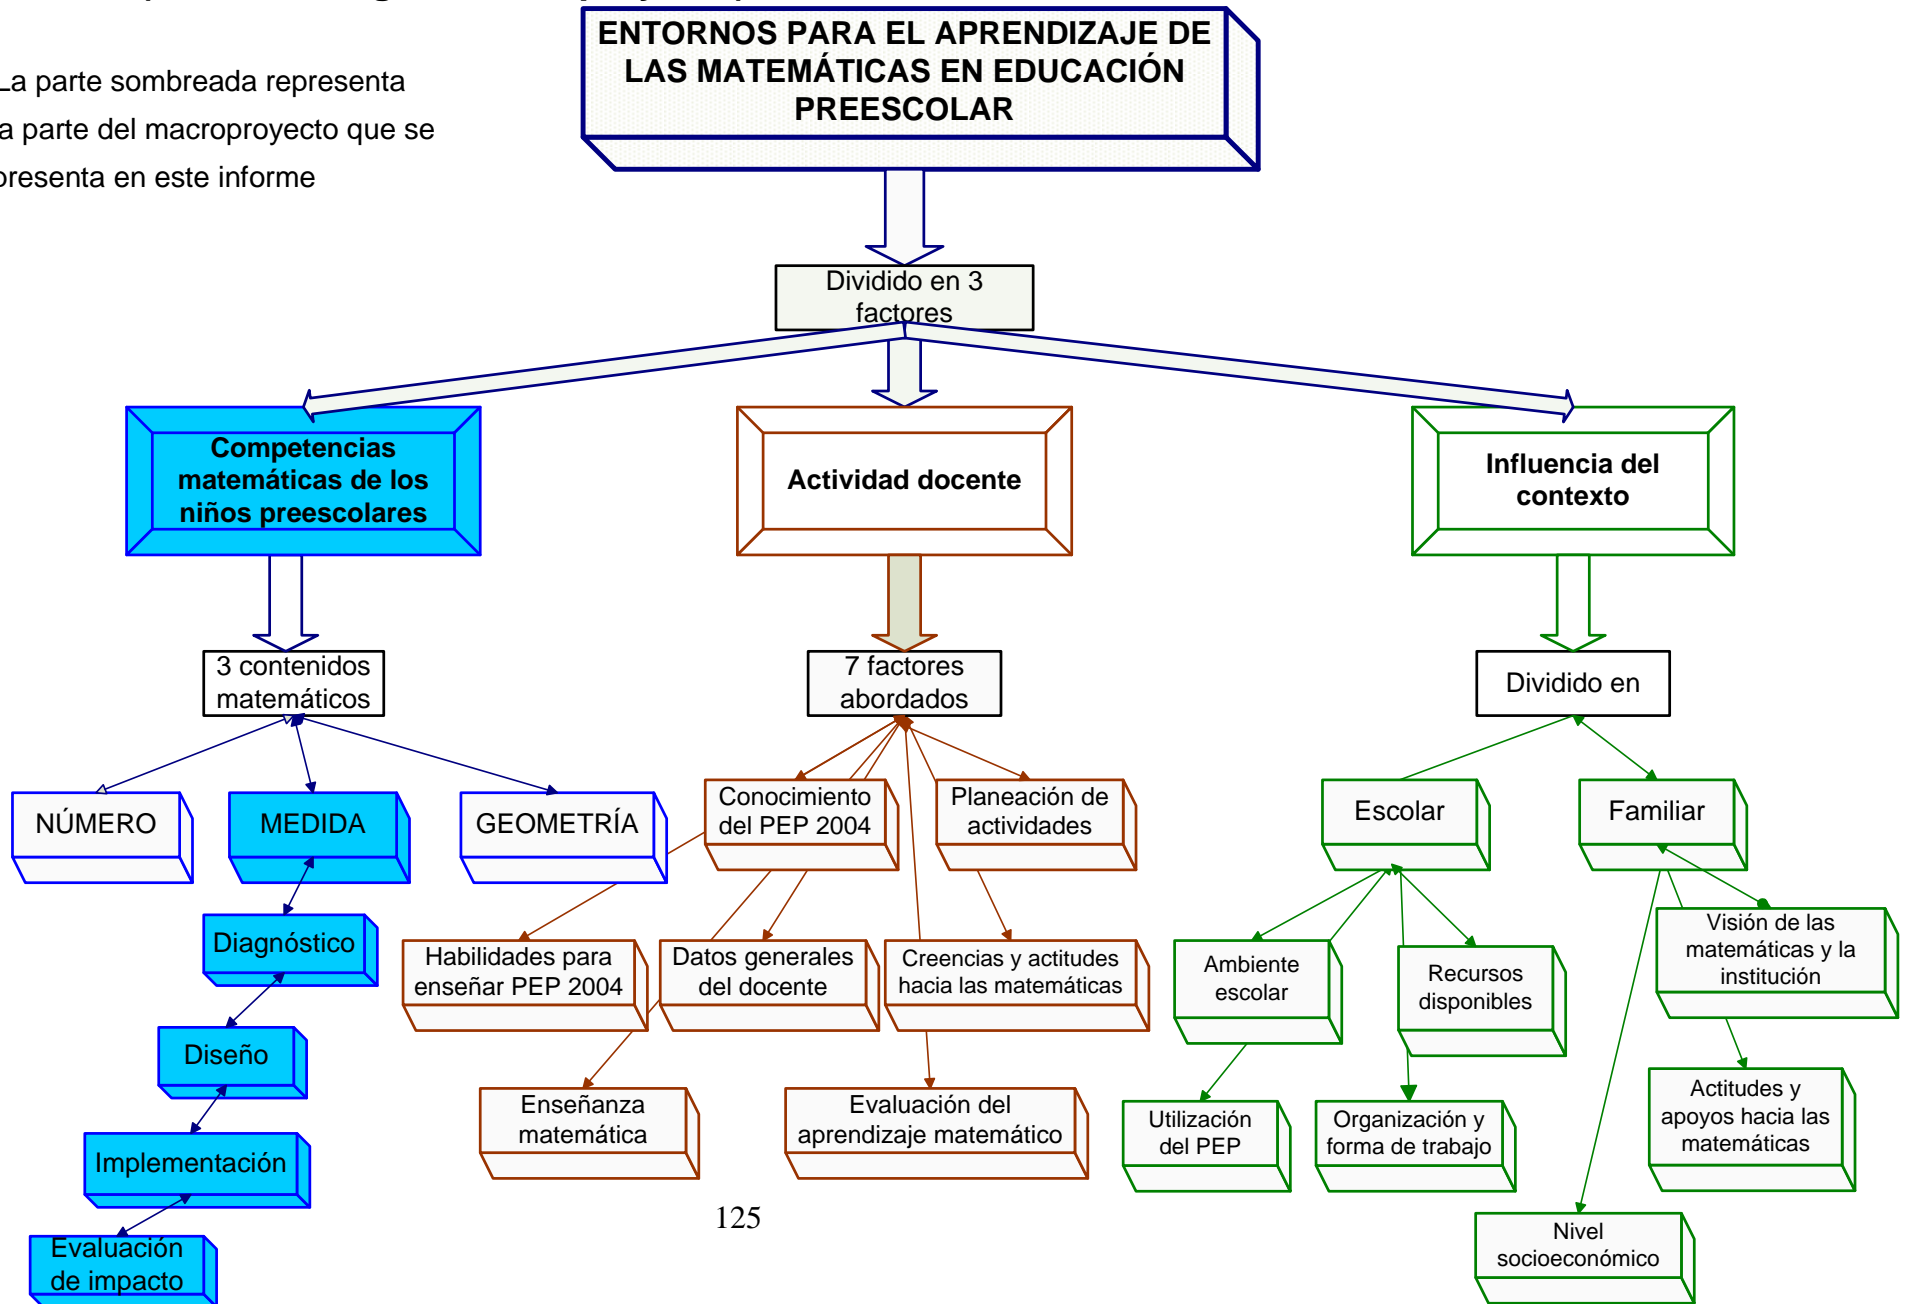 ENTORNOS PARA EL APRENDIZAJE DE
LAS MATEMÁTICAS EN EDUCACIÓN
PREESCOLAR
La parte sombreada representa
a parte del macroproyecto que se
presenta en este informe
Dividido en 3
factores
Competencias
matemáticas de los
niños preescolares
Actividad docente
Influencia del
contexto
3 contenidos
matemáticos
7 factores
abordados
Dividido en
NÚMERO
MEDIDA
GEOMETRÍA
Conocimiento
del PEP 2004
Planeación de
actividades
Escolar
Familiar
Diagnóstico
Habilidades para
enseñar PEP 2004
Datos generales
del docente
Creencias y actitudes
hacia las matemáticas
Ambiente
escolar
Recursos
disponibles
Visión de las
matemáticas y la
institución
Diseño
Enseñanza
matemática
Evaluación del
aprendizaje matemático
Utilización
del PEP
Organización y
forma de trabajo
Actitudes y
apoyos hacia las
matemáticas
Implementación
Evaluación
de impacto
Nivel
socioeconómico
125